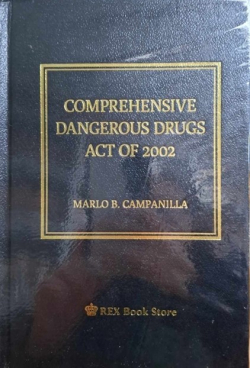 COMPREHENSIVE
DANGEROUS DRUGS
ACT OF 2002
MARLO B. CAMPANILLA
REX Book Store